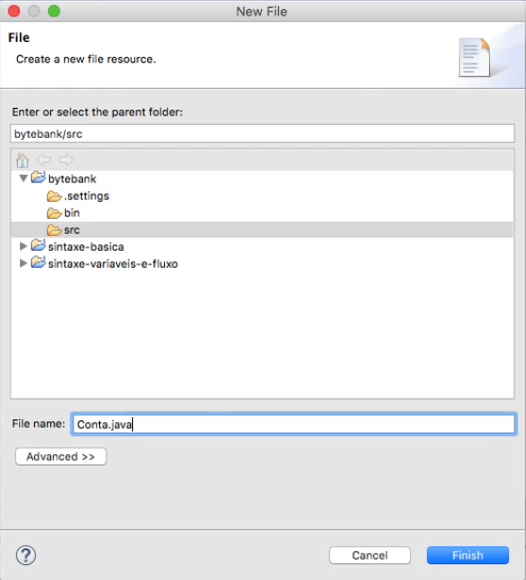 New File
File
Create a new file resource.
Enter or select the parent folder:
bytebank/src
bytebank
.settings
bin
src
sintaxe-basica
sintaxe-variaveis-e-fluxo
File name: Conta.java
Advanced >>
? Cancel Finish